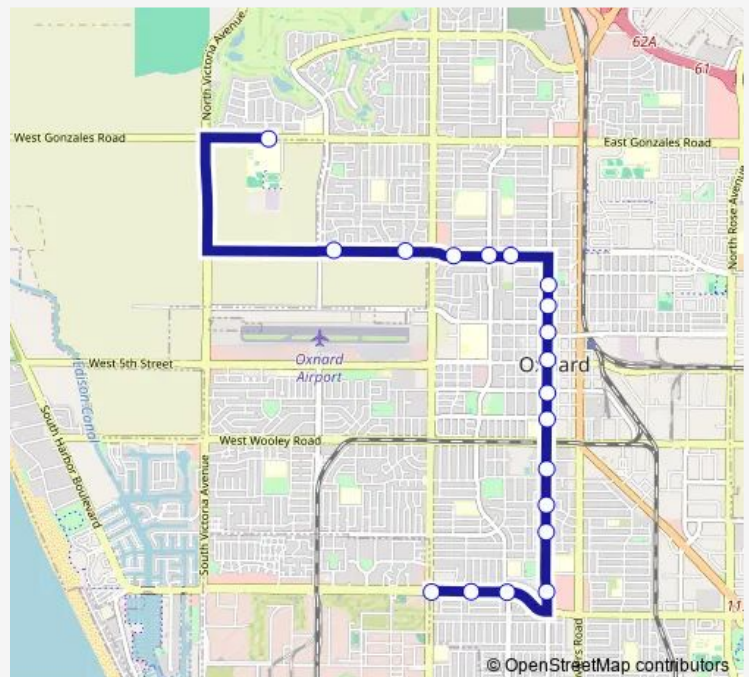 North Victoria Avenue
62A
61
West Gonzales Road
East Gonzales Road
North Rose Avenue
Oxnard
Airport
West 5th Street
Edison Canal
South Harbor Boulevard
West Wooley Road
South Victoria Avenue
© OpenStreetMap contributors